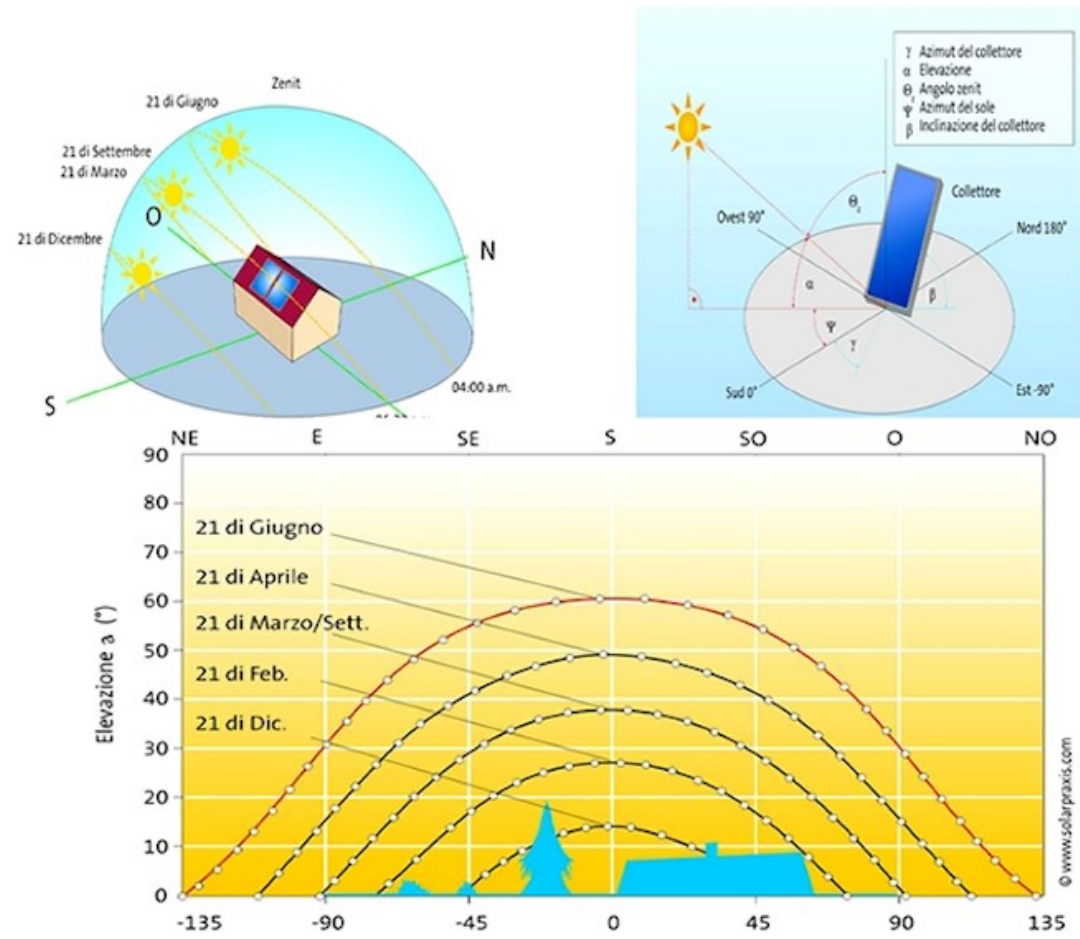 Zenit
21 di Giugno
21 di Settembre
21 di Marzo
O
21 di Dicembre
N
S
04:00 a.m.
γ Azimut del collettore
α Elevazione
Θz Angolo zenit
Ψ Azimut del sole
β Inclinazione del collettore
Collettore
Θz
Ovest 90°
Nord 180°
α
β
Ψ
γ
Sud 0°
Est -90°
NE E SE S SO O NO
90
80
70
60
50
40
30
20
10
0
Elevazione a (°)
21 di Giugno
21 di Aprile
21 di Marzo/Sett.
21 di Feb.
21 di Dic.
-135 -90 -45 0 45 90 135
© www.solarpraxis.com